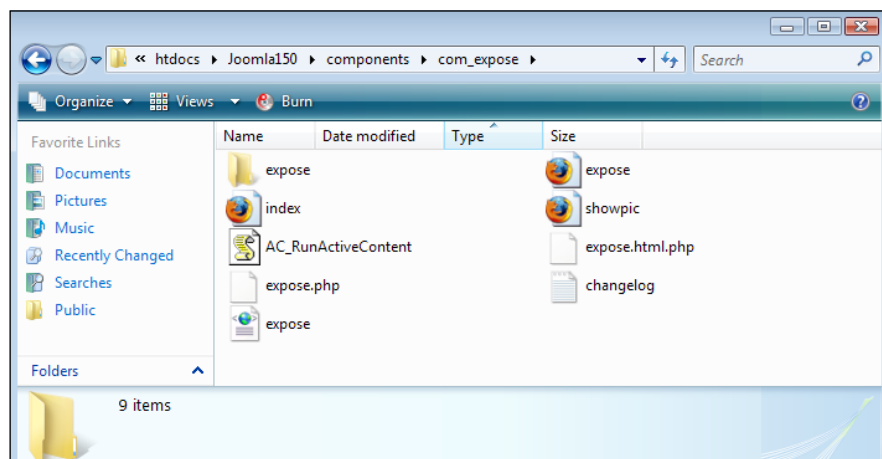 « htdocs Joomla150 components com_expose Search
Organize Views Burn
Favorite Links
Documents
Pictures
Music
Recently Changed
Searches
Public
Folders
Name Date modified Type Size
expose expose
index showpic
AC_RunActiveContent expose.html.php
expose.php changelog
expose
9 items